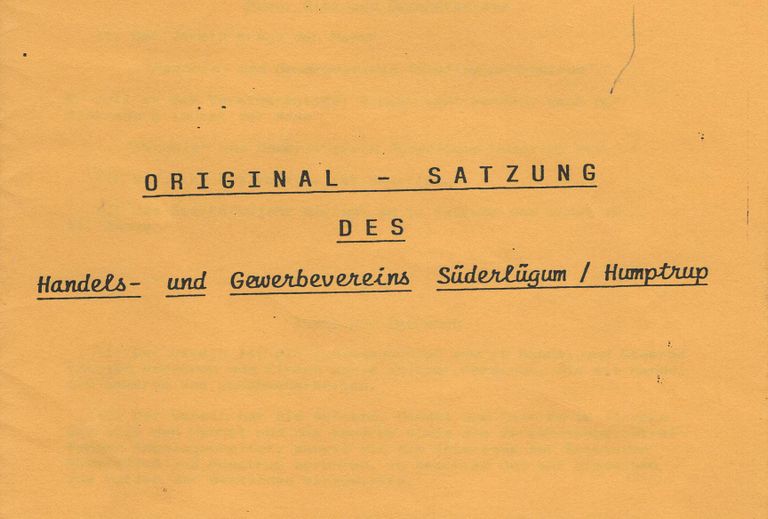 ORIGINAL - SATZUNG
DES
Handels- und Gewerbevereins Süderlügum / Humptrup